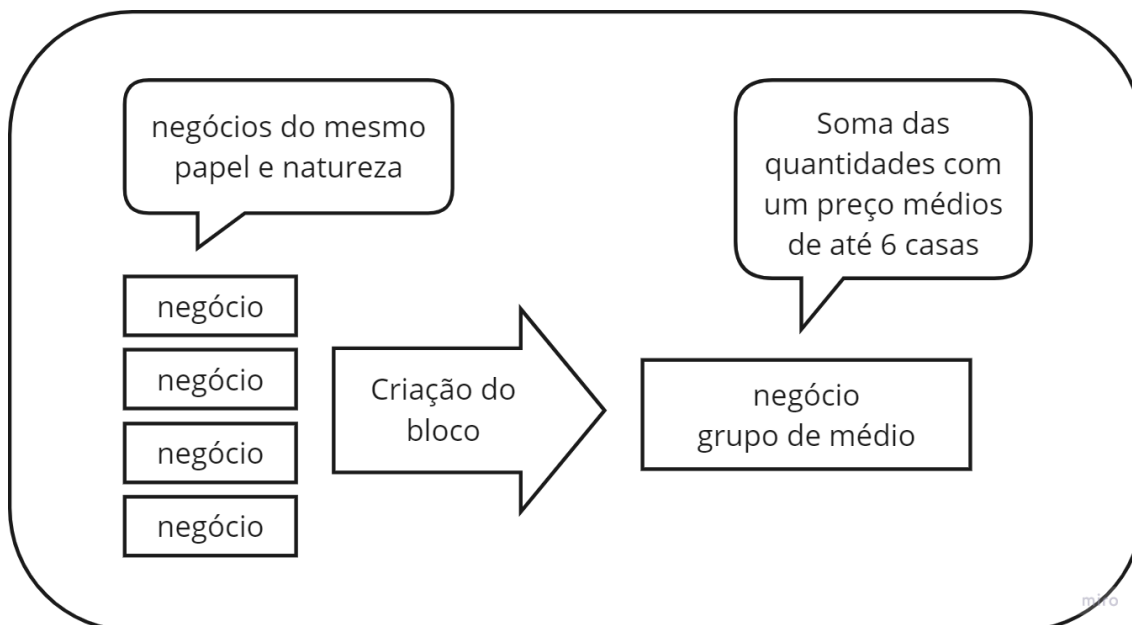 negócios do mesmo
papel e natureza
Soma das
quantidades com
um preço médios
de até 6 casas
negócio
negócio
negócio
negócio
Criação do
bloco
negócio
grupo de médio
miro